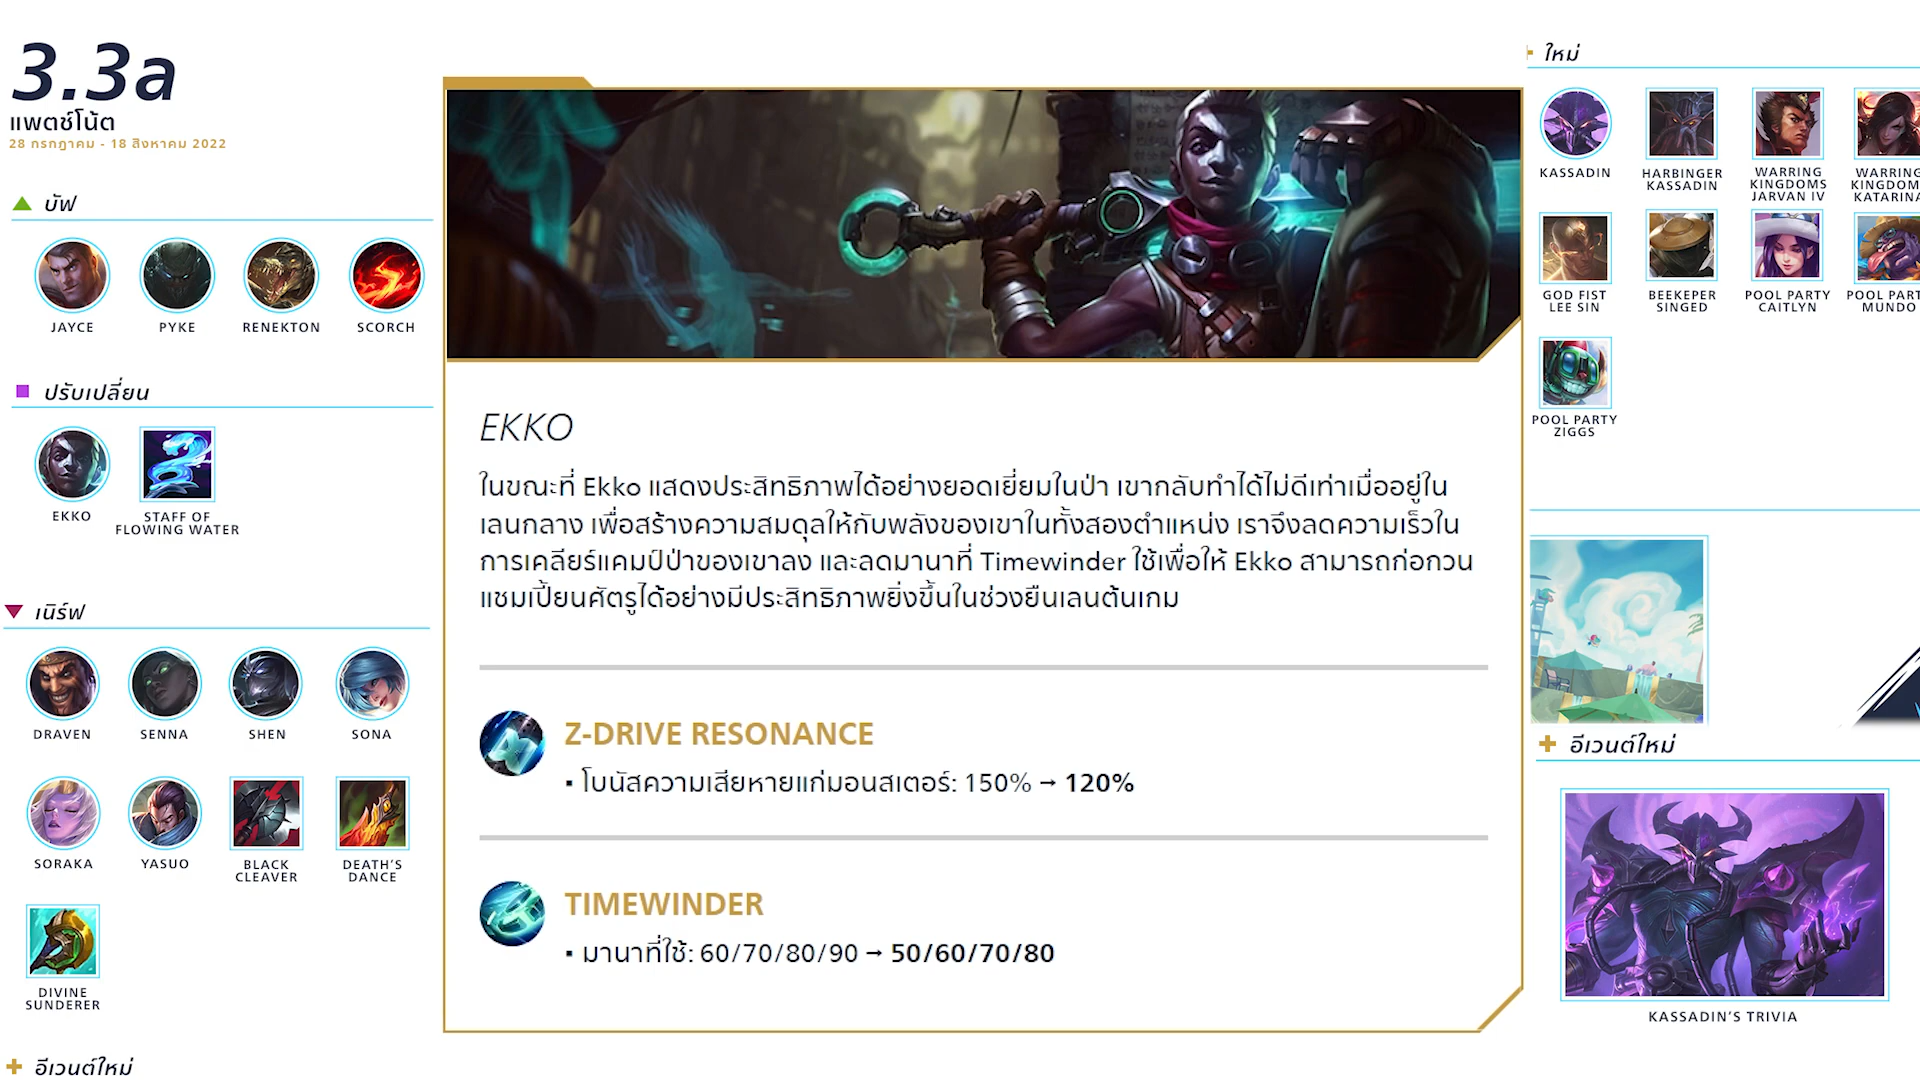 3.3a
แพตช์โน้ต
28 กรกฎาคม - 18 สิงหาคม 2022
บัฟ
JAYCE
PYKE
RENEKTON
SCORCH
ปรับเปลี่ยน
EKKO
STAFF OF
FLOWING WATER
เนิร์ฟ
DRAVEN
SENNA
SHEN
SONA
SORAKA
YASUO
BLACK
CLEAVER
DEATH'S
DANCE
DIVINE
SUNDERER
อีเวนต์ใหม่
EKKO
ในขณะที่ Ekko แสดงประสิทธิภาพได้อย่างยอดเยี่ยมในป่า เขากลับทำได้ไม่ดีเท่าเมื่ออยู่ใน
เลนกลาง เพื่อสร้างความสมดุลให้กับพลังของเขาในทั้งสองตำแหน่ง เราจึงลดความเร็วใน
การเคลียร์แคมป์ป่าของเขาลง และลดมานาที่ Timewinder ใช้เพื่อให้ Ekko สามารถก่อกวน
แชมเปี้ยนศัตรูได้อย่างมีประสิทธิภาพยิ่งขึ้นในช่วงยืนเลนต้นเกม
Z-DRIVE RESONANCE
▪ โบนัสความเสียหายแก่มอนสเตอร์: 150% → 120%
TIMEWINDER
▪ มานาที่ใช้: 60/70/80/90 → 50/60/70/80
ใหม่
KASSADIN
HARBINGER
KASSADIN
WARRING
KINGDOMS
JARVAN IV
WARRING
KINGDOM
KATARINA
GOD FIST
LEE SIN
BEEKEPER
SINGED
POOL PARTY
CAITLYN
POOL PART
MUNDO
POOL PARTY
ZIGGS
อีเวนต์ใหม่
KASSADIN'S TRIVIA